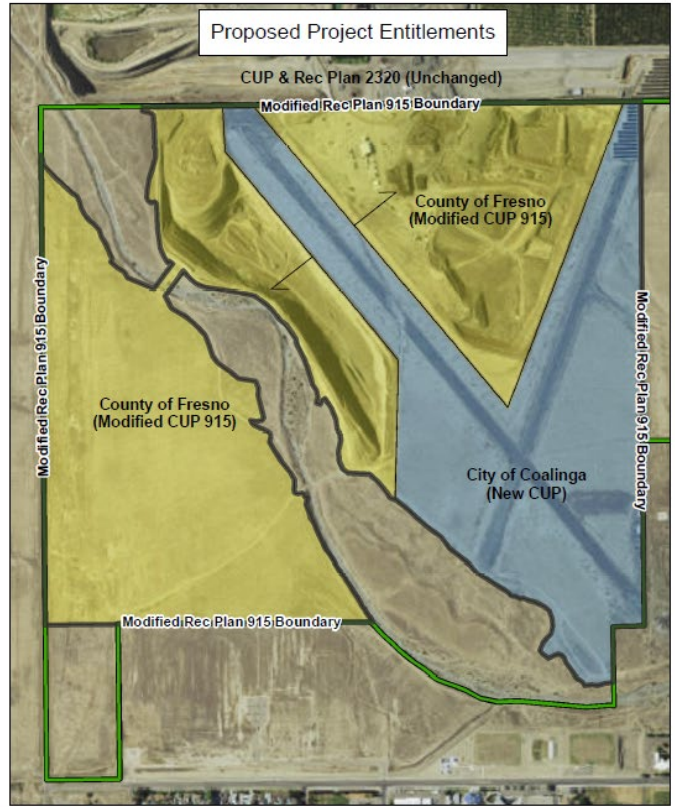 Proposed Project Entitlements
CUP & Rec Plan 2320 (Unchanged)
Modified Rec Plan 915 Boundary
County of Fresno
(Modified CUP 915)
Modified Rec Plan 915 Boundary
Modified Rec Plan 915 Boundary
County of Fresno
(Modified CUP 915)
City of Coalinga
(New CUP)
Modified Rec Plan 915 Boundary